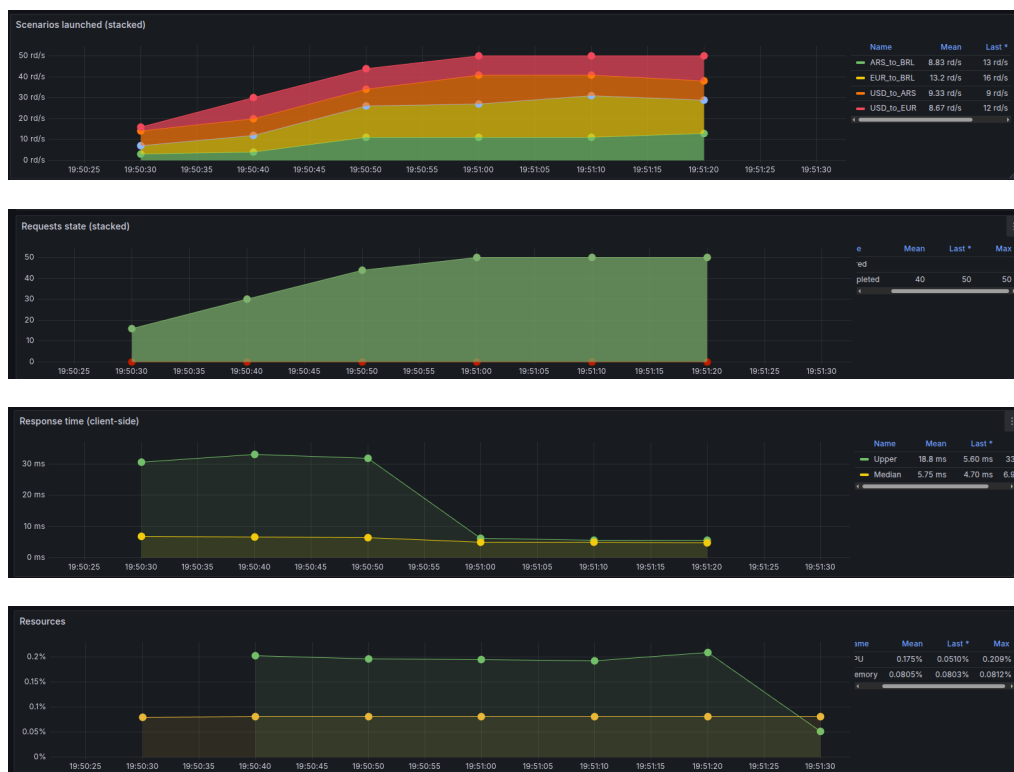 Scenarios launched (stacked)
50 rd/s
40 rd/s
30 rd/s
20 rd/s
10 rd/s
0 rd/s
19:50:25 19:50:30 19:50:35 19:50:40 19:50:45 19:50:50 19:50:55 19:51:00 19:51:05 19:51:10 19:51:15 19:51:20 19:51:25 19:51:30
Name Mean Last *
ARS_to_BRL 8.83 rd/s 13 rd/s
EUR_to_BRL 13.2 rd/s 16 rd/s
USD_to_ARS 9.33 rd/s 9 rd/s
USD_to_EUR 8.67 rd/s 12 rd/s
Requests state (stacked)
50
40
30
20
10
0
19:50:25 19:50:30 19:50:35 19:50:40 19:50:45 19:50:50 19:50:55 19:51:00 19:51:05 19:51:10 19:51:15 19:51:20 19:51:25 19:51:30
e Mean Last * Max
ed
pleted 40 50 50
Response time (client-side)
30 ms
20 ms
10 ms
0 ms
19:50:25 19:50:30 19:50:35 19:50:40 19:50:45 19:50:50 19:50:55 19:51:00 19:51:05 19:51:10 19:51:15 19:51:20 19:51:25 19:51:30
Name Mean Last *
Upper 18.8 ms 5.60 ms 33
Median 5.75 ms 4.70 ms 6.9
Resources
0.2%
0.15%
0.1%
0.05%
0%
19:50:25 19:50:30 19:50:35 19:50:40 19:50:45 19:50:50 19:50:55 19:51:00 19:51:05 19:51:10 19:51:15 19:51:20 19:51:25 19:51:30
ame Mean Last * Max
PU 0.175% 0.0510% 0.209%
emory 0.0805% 0.0803% 0.0812%